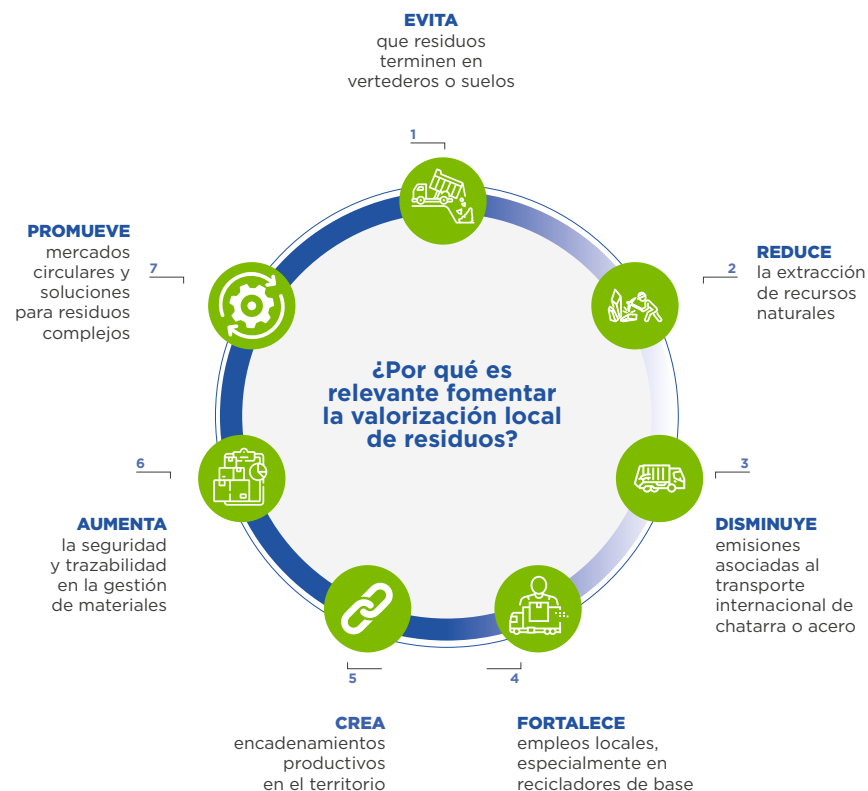 EVITA
que residuos
terminen en
vertederos o suelos
1
REDUCE
la extracción
de recursos
naturales
2
DISMINUYE
emisiones
asociadas al
transporte
internacional de
chatarra o acero
3
FORTALECE
empleos locales,
especialmente en
recicladores de base
4
CREA
encadenamientos
productivos
en el territorio
5
AUMENTA
la seguridad
y trazabilidad
en la gestión
de materiales
6
PROMUEVE
mercados
circulares y
soluciones
para residuos
complejos
7
¿Por qué es
relevante fomentar
la valorización local
de residuos?